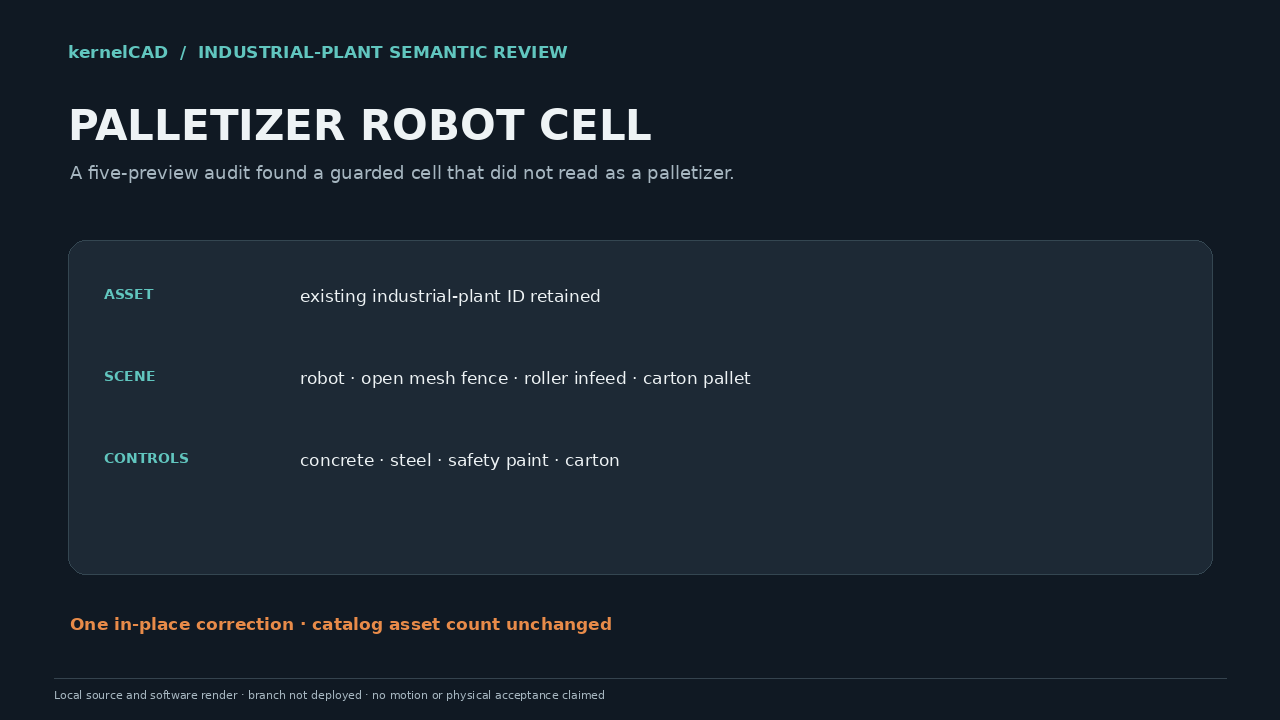 kernelCAD / INDUSTRIAL-PLANT SEMANTIC REVIEW
PALLETIZER ROBOT CELL
A five-preview audit found a guarded cell that did not read as a palletizer.
ASSET existing industrial-plant ID retained
SCENE robot · open mesh fence · roller infeed · carton pallet
CONTROLS concrete · steel · safety paint · carton
One in-place correction · catalog asset count unchanged
Local source and software render · branch not deployed · no motion or physical acceptance claimed